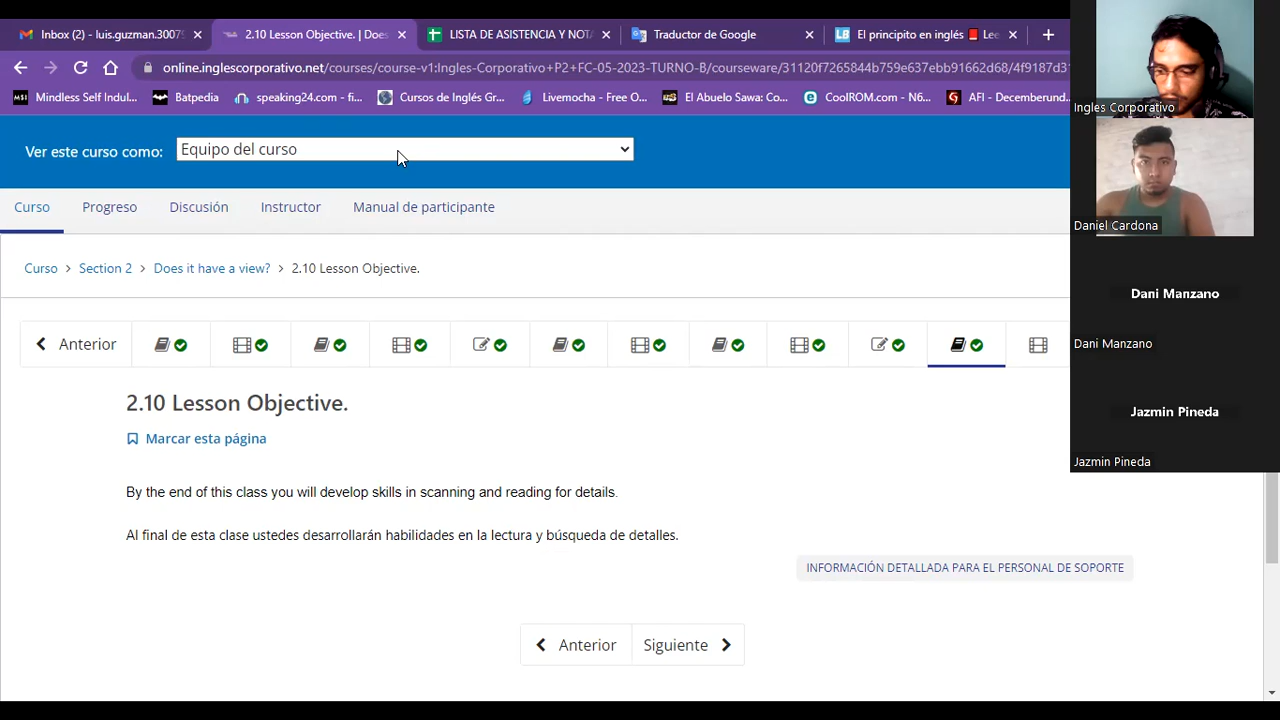 Inbox (2) - luis.guzman.3007
2.10 Lesson Objective. | Does
LISTA DE ASISTENCIA Y NOTA
Traductor de Google
El principito en inglés
online.inglescorporativo.net/courses/course-v1:Ingles-Corporativo+P2+FC-05-2023-TURNO-B/courseware/31120f7265844b759e637ebb91662d68/4f9187d3
Mindless Self Indul...
Batpedia
speaking24.com - fi...
Cursos de Inglés Gr...
Livemocha - Free O...
El Abuelo Sawa: Co...
CoolROM.com - N6...
AFI - Decemberund...
Ingles Corporativo
Ver este curso como:
Equipo del curso
Daniel Cardona
Curso
Progreso
Discusión
Instructor
Manual de participante
Curso > Section 2 > Does it have a view? > 2.10 Lesson Objective.
Dani Manzano
Dani Manzano
Anterior
2.10 Lesson Objective.
Marcar esta página
Jazmin Pineda
Jazmin Pineda
By the end of this class you will develop skills in scanning and reading for details.
Al final de esta clase ustedes desarrollarán habilidades en la lectura y búsqueda de detalles.
INFORMACIÓN DETALLADA PARA EL PERSONAL DE SOPORTE
Anterior
Siguiente